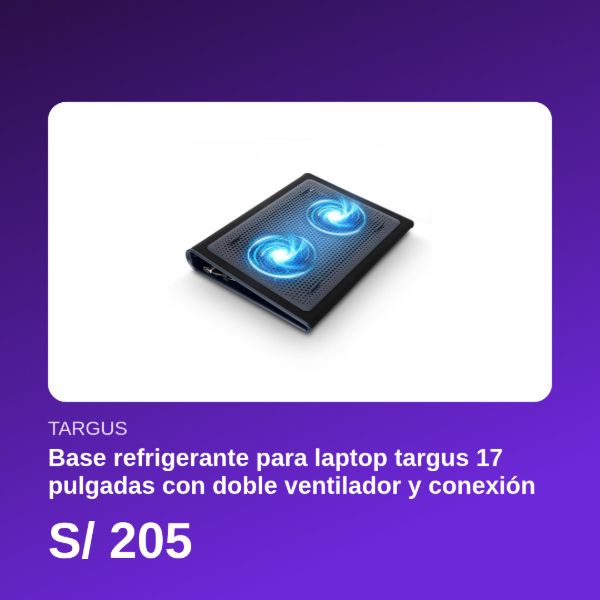 TARGUS
Base refrigerante para laptop targus 17
pulgadas con doble ventilador y conexión
S/ 205